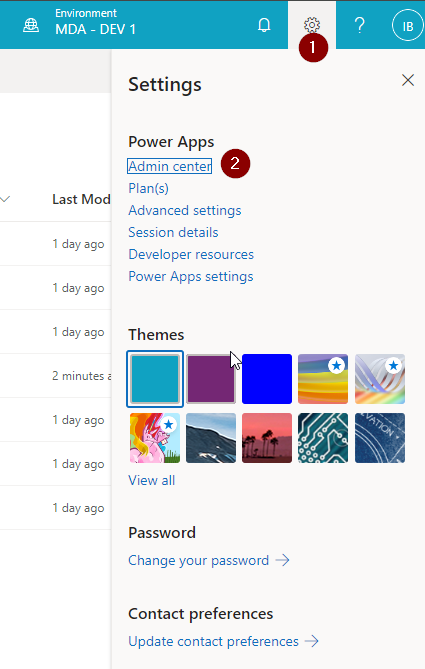 Environment
MDA - DEV 1
?
IB
1
Settings
Power Apps
Admin center
2
Plan(s)
Last Mod
Advanced settings
Session details
1 day ago
Developer resources
1 day ago
Power Apps settings
1 day ago
Themes
2 minutes a
1 day ago
VATION
1 day ago
View all
1 day ago
Password
Change your password
Contact preferences
Update contact preferences